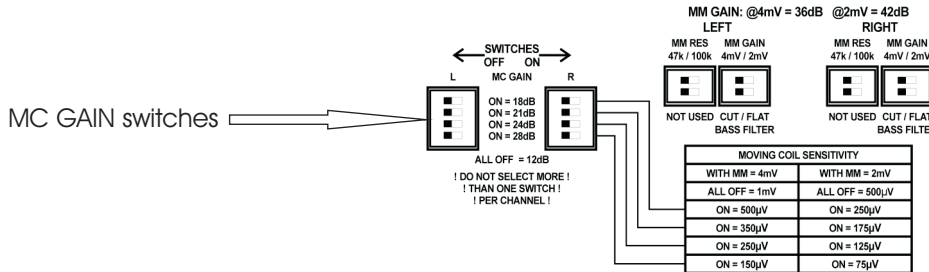 MM GAIN: @4mV = 36dB @2mV = 42dB
LEFT RIGHT
MM RES MM GAIN MM RES MM GAIN
47k / 100k 4mV / 2mV 47k / 100k 4mV / 2mV
NOT USED CUT / FLAT NOT USED CUT / FLAT
BASS FILTER BASS FILTE
SWITCHES
OFF ON
L MC GAIN R
MC GAIN switches
ON = 18dB
ON = 21dB
ON = 24dB
ON = 28dB
ALL OFF = 12dB
! DO NOT SELECT MORE !
! THAN ONE SWITCH !
! PER CHANNEL !
MOVING COIL SENSITIVITY
WITH MM = 4mV WITH MM = 2mV
ALL OFF = 1mV ALL OFF = 500µV
ON = 500µV ON = 250µV
ON = 350µV ON = 175µV
ON = 250µV ON = 125µV
ON = 150µV ON = 75µV